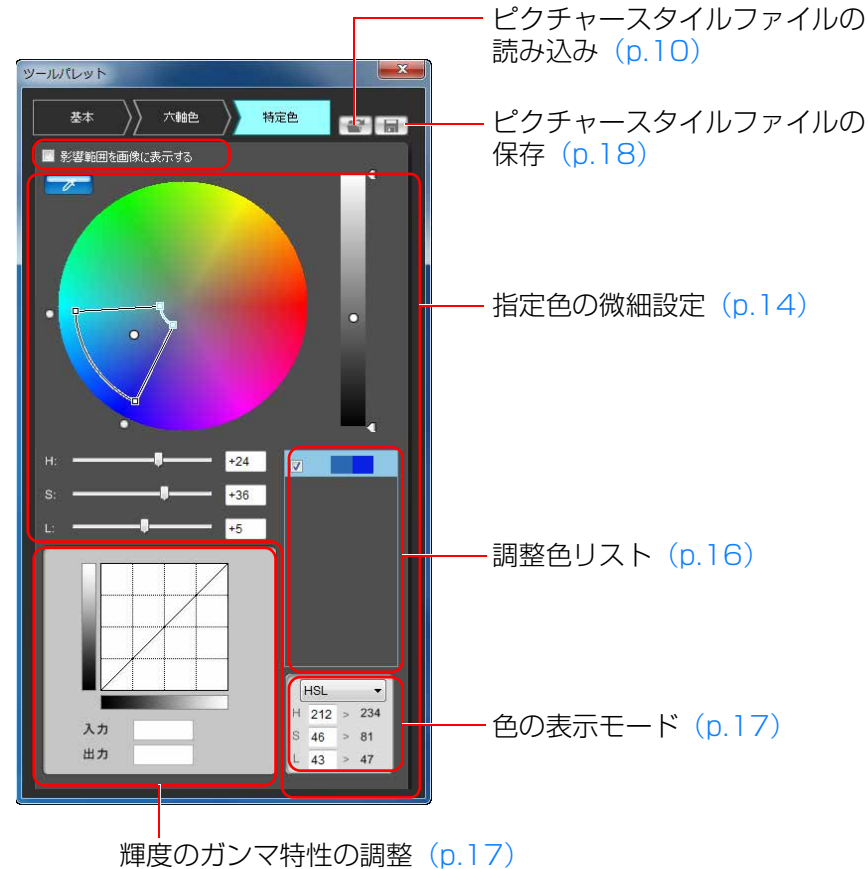 ピクチャースタイルファイルの
読み込み（p.10）
ツールパレット
基本
六軸色
特定色
ピクチャースタイルファイルの
保存（p.18）
影響範囲を画像に表示する
指定色の微細設定（p.14）
H:
+24
S:
+36
L:
+5
調整色リスト（p.16）
HSL
H 212 > 234
S 46 > 81
L 43 > 47
色の表示モード（p.17）
入力
出力
輝度のガンマ特性の調整（p.17）